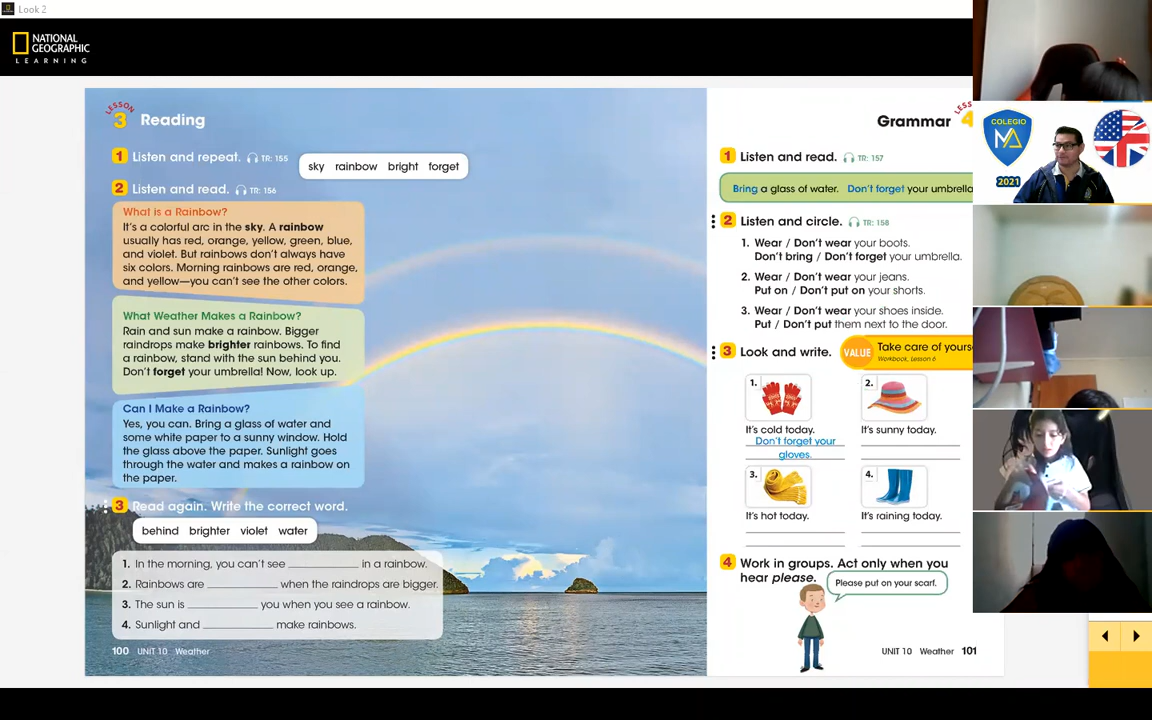 Look 2
NATIONAL
GEOGRAPHIC
LEARNING
LESSON
3 Reading
1 Listen and repeat. TR: 155
sky rainbow bright forget
2 Listen and read. TR: 156
What is a Rainbow?
It's a colorful arc in the sky. A rainbow
usually has red, orange, yellow, green, blue,
and violet. But rainbows don't always have
six colors. Morning rainbows are red, orange,
and yellow—you can't see the other colors.
What Weather Makes a Rainbow?
Rain and sun make a rainbow. Bigger
raindrops make brighter rainbows. To find
a rainbow, stand with the sun behind you.
Don't forget your umbrella! Now, look up.
Can I Make a Rainbow?
Yes, you can. Bring a glass of water and
some white paper to a sunny window. Hold
the glass above the paper. Sunlight goes
through the water and makes a rainbow on
the paper.
3 Read again. Write the correct word.
behind brighter violet water
1. In the morning, you can't see ____________ in a rainbow.
2. Rainbows are ____________ when the raindrops are bigger.
3. The sun is ____________ you when you see a rainbow.
4. Sunlight and ____________ make rainbows.
100 UNIT 10 Weather
Grammar 4
1 Listen and read. TR: 157
Bring a glass of water. Don't forget your umbrella
2 Listen and circle. TR: 158
1. Wear / Don't wear your boots.
Don't bring / Don't forget your umbrella.
2. Wear / Don't wear your jeans.
Put on / Don't put on your shorts.
3. Wear / Don't wear your shoes inside.
Put / Don't put them next to the door.
3 Look and write.
VALUE Take care of yours
Workbook, Lesson 6
1.
It's cold today.
Don't forget your
gloves.
2.
It's sunny today.
3.
It's hot today.
4.
It's raining today.
4 Work in groups. Act only when you
hear please.
Please put on your scarf.
UNIT 10 Weather 101
COLEGIO
MA
2021